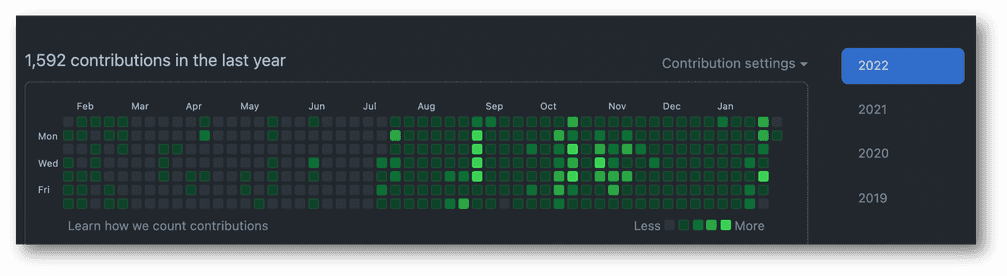 1,592 contributions in the last year
Contribution settings
Feb Mar Apr May Jun Jul Aug Sep Oct Nov Dec Jan
Mon
Wed
Fri
Learn how we count contributions
Less More
2022
2021
2020
2019